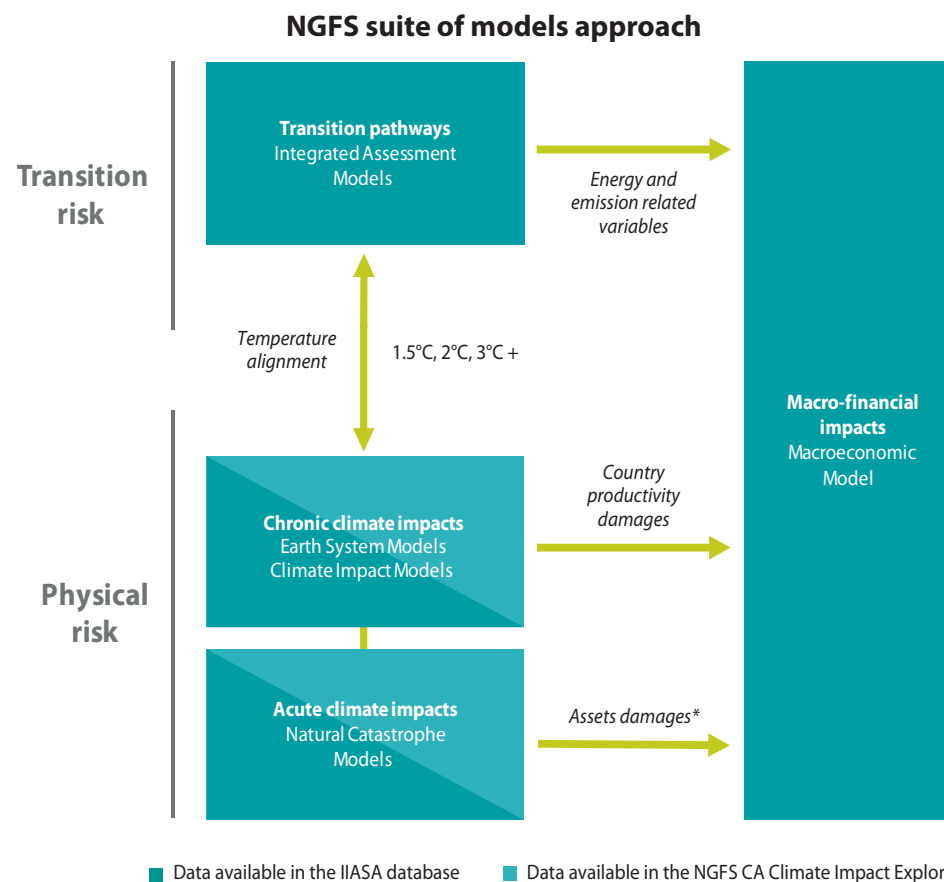 NGFS suite of models approach
Transition
risk
Transition pathways
Integrated Assessment
Models
Energy and
emission related
variables
Temperature
alignment
1.5°C, 2°C, 3°C +
Macro-financial
impacts
Macroeconomic
Model
Physical
risk
Chronic climate impacts
Earth System Models
Climate Impact Models
Country
productivity
damages
Acute climate impacts
Natural Catastrophe
Models
Assets damages*
Data available in the IIASA database
Data available in the NGFS CA Climate Impact Explor